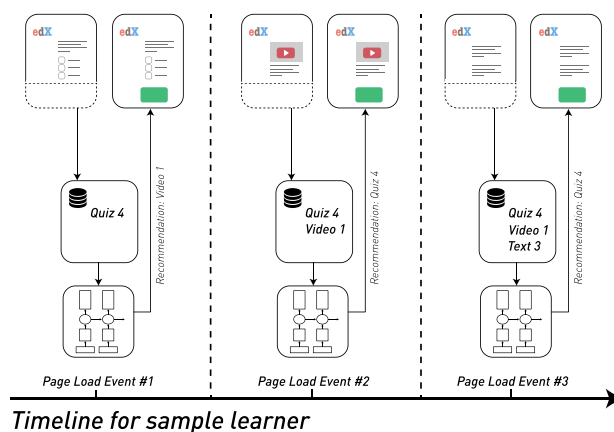 edX
edX
edX
edX
edX
edX
Quiz 4
Recommendation: Video 1
Quiz 4
Video 1
Recommendation: Quiz 4
Quiz 4
Video 1
Text 3
Recommendation: Quiz 4
Page Load Event #1
Page Load Event #2
Page Load Event #3
Timeline for sample learner